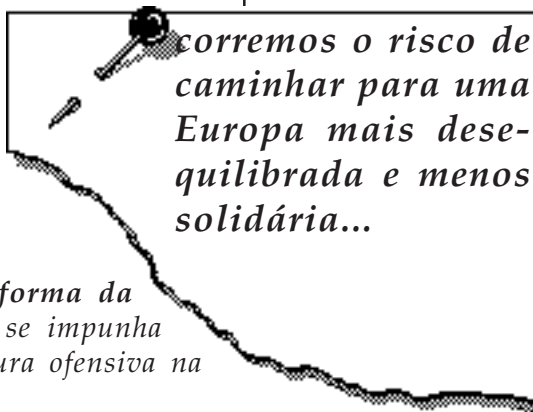 corremos o risco de
caminhar para uma
Europa mais dese-
quilibrada e menos
solidária...
forma da
se impunha
ura ofensiva na